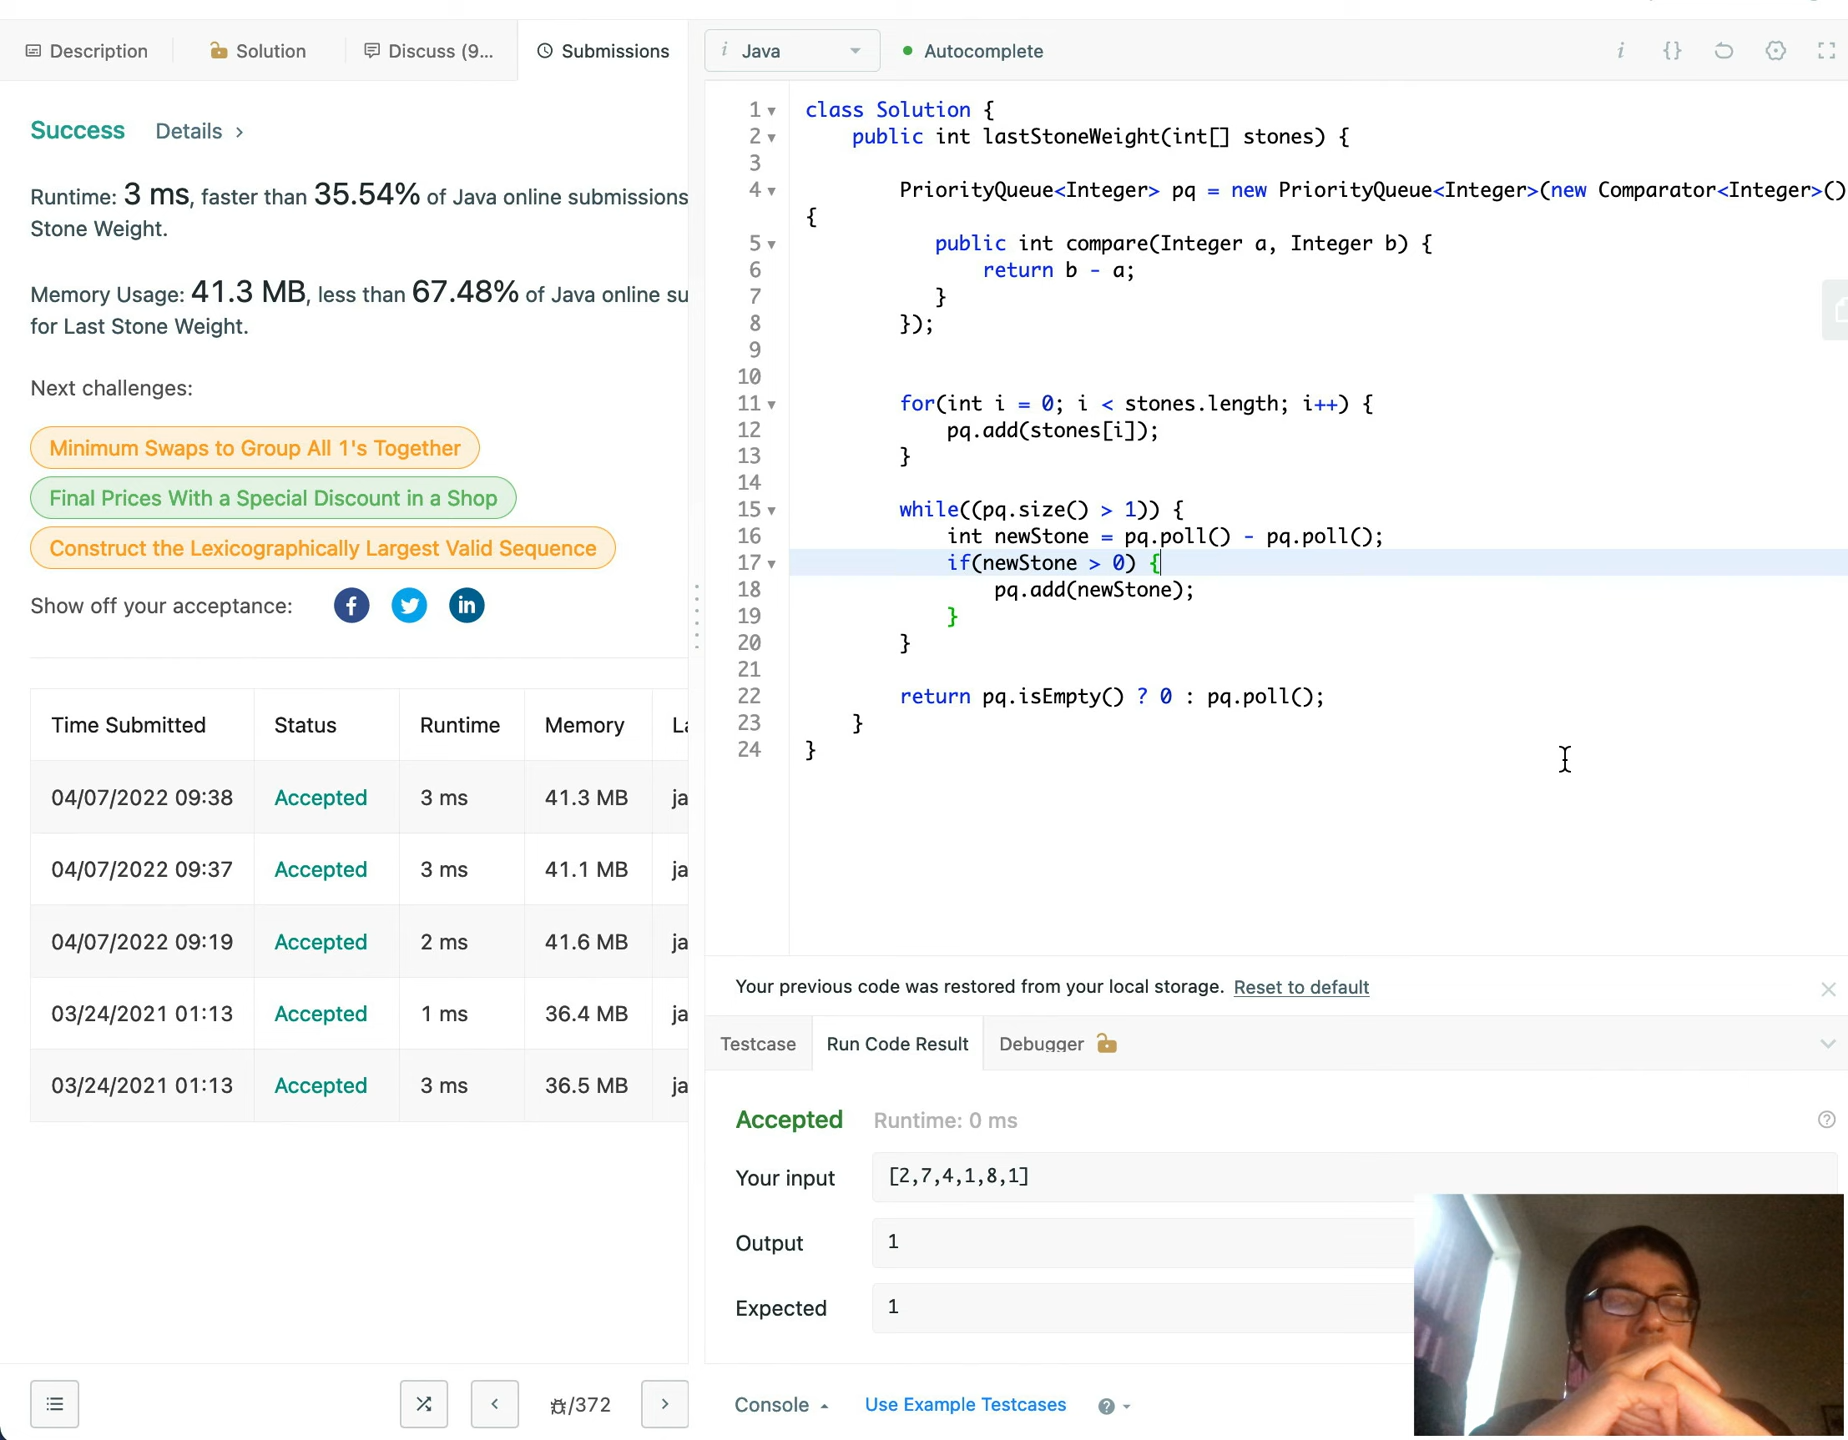 Description
Solution
Discuss (9...
Submissions
Success Details >
Runtime: 3 ms, faster than 35.54% of Java online submissions
Stone Weight.
Memory Usage: 41.3 MB, less than 67.48% of Java online su
for Last Stone Weight.
Next challenges:
Minimum Swaps to Group All 1's Together
Final Prices With a Special Discount in a Shop
Construct the Lexicographically Largest Valid Sequence
Show off your acceptance:
Time Submitted Status Runtime Memory La
04/07/2022 09:38 Accepted 3 ms 41.3 MB ja
04/07/2022 09:37 Accepted 3 ms 41.1 MB ja
04/07/2022 09:19 Accepted 2 ms 41.6 MB ja
03/24/2021 01:13 Accepted 1 ms 36.4 MB ja
03/24/2021 01:13 Accepted 3 ms 36.5 MB ja
/372
i Java
Autocomplete
i {}
1 class Solution {
2 public int lastStoneWeight(int[] stones) {
3
4 PriorityQueue<Integer> pq = new PriorityQueue<Integer>(new Comparator<Integer>()
{
5 public int compare(Integer a, Integer b) {
6 return b - a;
7 }
8 });
9
10
11 for(int i = 0; i < stones.length; i++) {
12 pq.add(stones[i]);
13 }
14
15 while((pq.size() > 1)) {
16 int newStone = pq.poll() - pq.poll();
17 if(newStone > 0) {
18 pq.add(newStone);
19 }
20 }
21
22 return pq.isEmpty() ? 0 : pq.poll();
23 }
24 }
Your previous code was restored from your local storage. Reset to default
Testcase Run Code Result Debugger
Accepted Runtime: 0 ms
Your input [2,7,4,1,8,1]
Output 1
Expected 1
Console Use Example Testcases